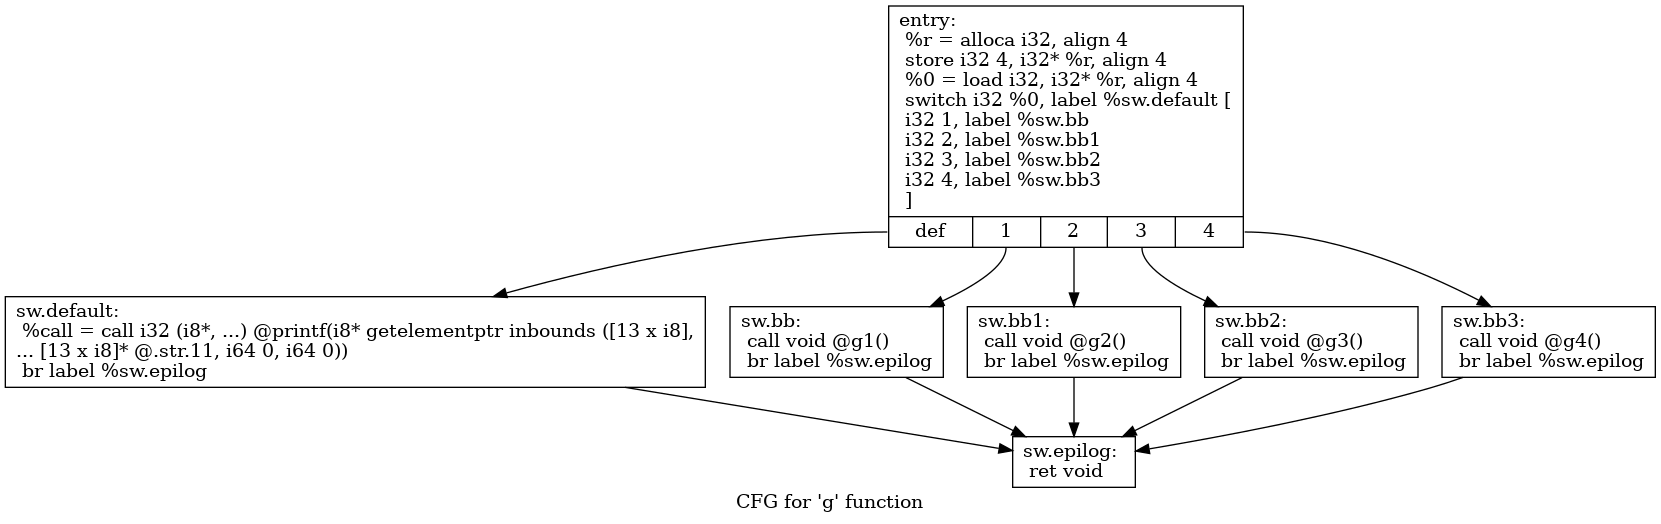 entry:
%r = alloca i32, align 4
store i32 4, i32* %r, align 4
%0 = load i32, i32* %r, align 4
switch i32 %0, label %sw.default [
i32 1, label %sw.bb
i32 2, label %sw.bb1
i32 3, label %sw.bb2
i32 4, label %sw.bb3
]
def 1 2 3 4
sw.default:
%call = call i32 (i8*, ...) @printf(i8* getelementptr inbounds ([13 x i8],
... [13 x i8]* @.str.11, i64 0, i64 0))
br label %sw.epilog
sw.bb:
call void @g1()
br label %sw.epilog
sw.bb1:
call void @g2()
br label %sw.epilog
sw.bb2:
call void @g3()
br label %sw.epilog
sw.bb3:
call void @g4()
br label %sw.epilog
sw.epilog:
ret void
CFG for 'g' function